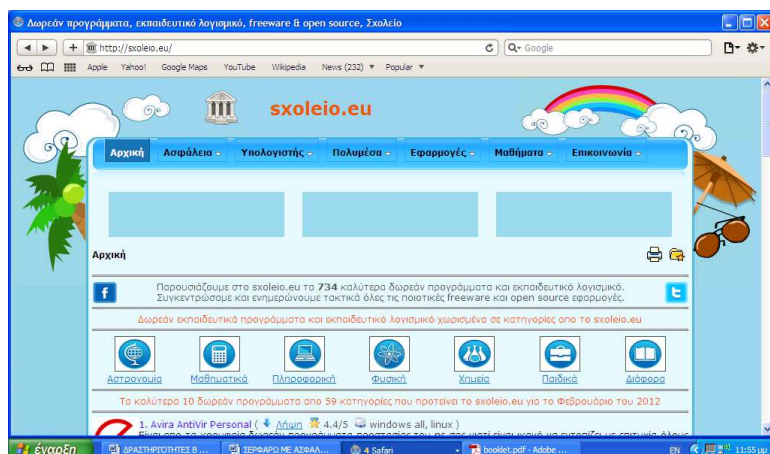 Δωρεάν προγράμματα, εκπαιδευτικό λογισμικό, freeware & open source, Σχολείο
http://sxoleio.eu/
Google
Apple Yahoo! Google Maps YouTube Wikipedia News (232) Popular
sxoleio.eu
Αρχική Ασφάλεια Υπολογιστής Πολυμέσα Εφαρμογές Μαθήματα Επικοινωνία
Αρχική
Παρουσιάζουμε στο sxoleio.eu τα 734 καλύτερα δωρεάν προγράμματα και εκπαιδευτικό λογισμικό.
Συγκεντρώσαμε και ενημερώνουμε τακτικά όλες τις ποιοτικές freeware και open source εφαρμογές.
Δωρεάν εκπαιδευτικά προγράμματα και εκπαιδευτικό λογισμικό χωρισμένα σε κατηγορίες απο το sxoleio.eu
Αστρονομία Μαθηματικά Πληροφορική Φυσική Χημεία Παιδικά Διάφορα
Τα καλύτερα 10 δωρεάν προγράμματα απο 59 κατηγορίες που προτείνει το sxoleio.eu για το Φεβρουάριο του 2012
1. Avira AntiVir Personal ( Λήψη 4.4/5 windows all, linux )
έναρξη ΔΡΑΣΤΗΡΙΟΤΗΤΕΣ Β ... ΣΕΡΦΑΡΩ ΜΕ ΑΣΦΑΛ... 4 Safari booklet.pdf - Adobe ... EN 11:55 μμ